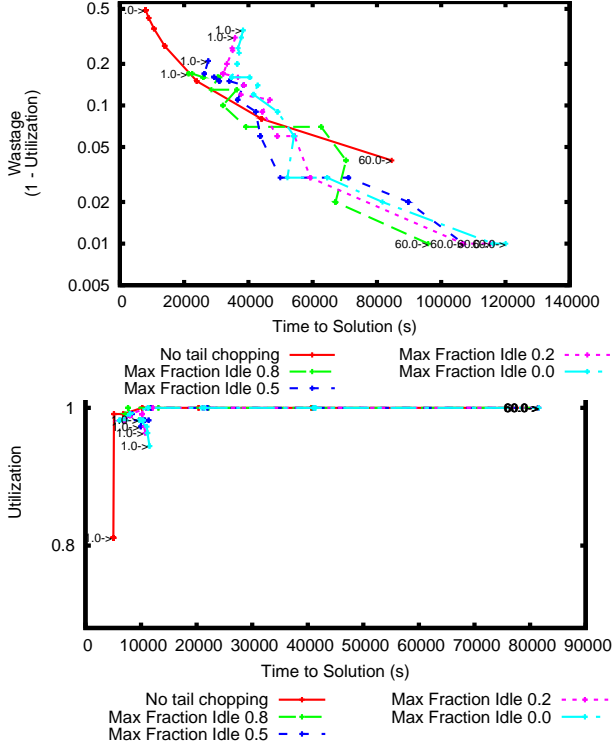 0.5
0.2
0.1
0.05
0.02
0.01
0.005
Wastage
(1 - Utilization)
1.0->
1.0->
1.0->
1.0->
1.0->
60.0->
60.0->
60.0->
60.0->
60.0->
0 20000 40000 60000 80000 100000 120000 140000
Time to Solution (s)
No tail chopping
Max Fraction Idle 0.8
Max Fraction Idle 0.5
Max Fraction Idle 0.2
Max Fraction Idle 0.0
1
0.8
Utilization
1.0->
1.0->
1.0->
1.0->
1.0->
60.0->
0 10000 20000 30000 40000 50000 60000 70000 80000 90000
Time to Solution (s)
No tail chopping
Max Fraction Idle 0.8
Max Fraction Idle 0.5
Max Fraction Idle 0.2
Max Fraction Idle 0.0